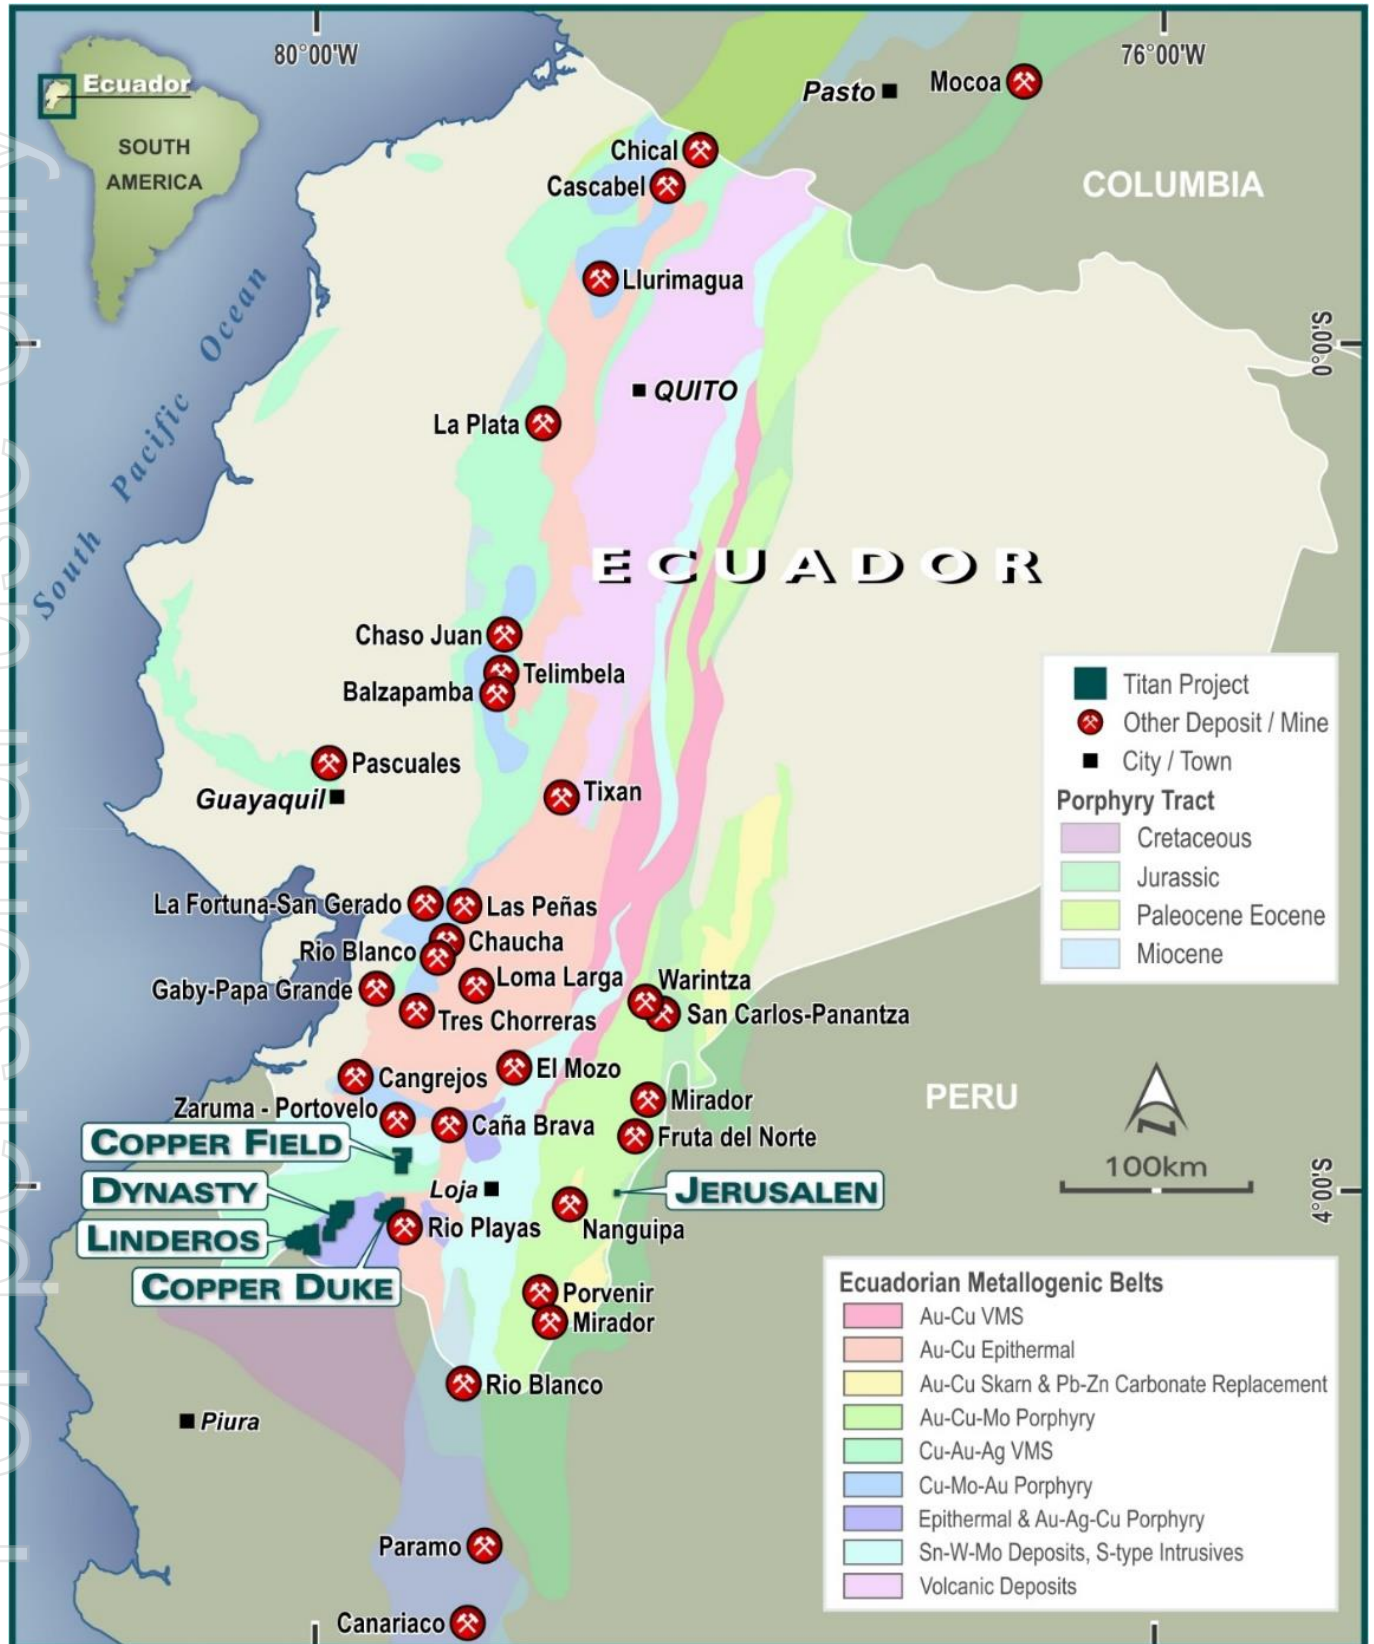 80°00'W
76°00'W
Ecuador
SOUTH
AMERICA
Pasto
Mocoa
Chical
Cascabel
COLUMBIA
Llurimagua
South Pacific Ocean
0°00'S
QUITO
La Plata
ECUADOR
Chaso Juan
Telimbela
Balzapamba
Pascuales
Guayaquil
Tixan
Titan Project
Other Deposit / Mine
City / Town
Porphyry Tract
Cretaceous
Jurassic
Paleocene Eocene
Miocene
La Fortuna-San Gerado
Las Peñas
Chaucha
Rio Blanco
Loma Larga
Gaby-Papa Grande
Tres Chorreras
Warintza
San Carlos-Panantza
El Mozo
Cangrejos
Mirador
PERU
Zaruma - Portovelo
Caña Brava
Fruta del Norte
COPPER FIELD
N
100km
4°00'S
DYNASTY
Loja
JERUSALEN
LINDEROS
Rio Playas
Nanguipa
COPPER DUKE
Porvenir
Mirador
Rio Blanco
Piura
Paramo
Canariaco
Ecuadorian Metallogenic Belts
Au-Cu VMS
Au-Cu Epithermal
Au-Cu Skarn & Pb-Zn Carbonate Replacement
Au-Cu-Mo Porphyry
Cu-Au-Ag VMS
Cu-Mo-Au Porphyry
Epithermal & Au-Ag-Cu Porphyry
Sn-W-Mo Deposits, S-type Intrusives
Volcanic Deposits
For personal use only